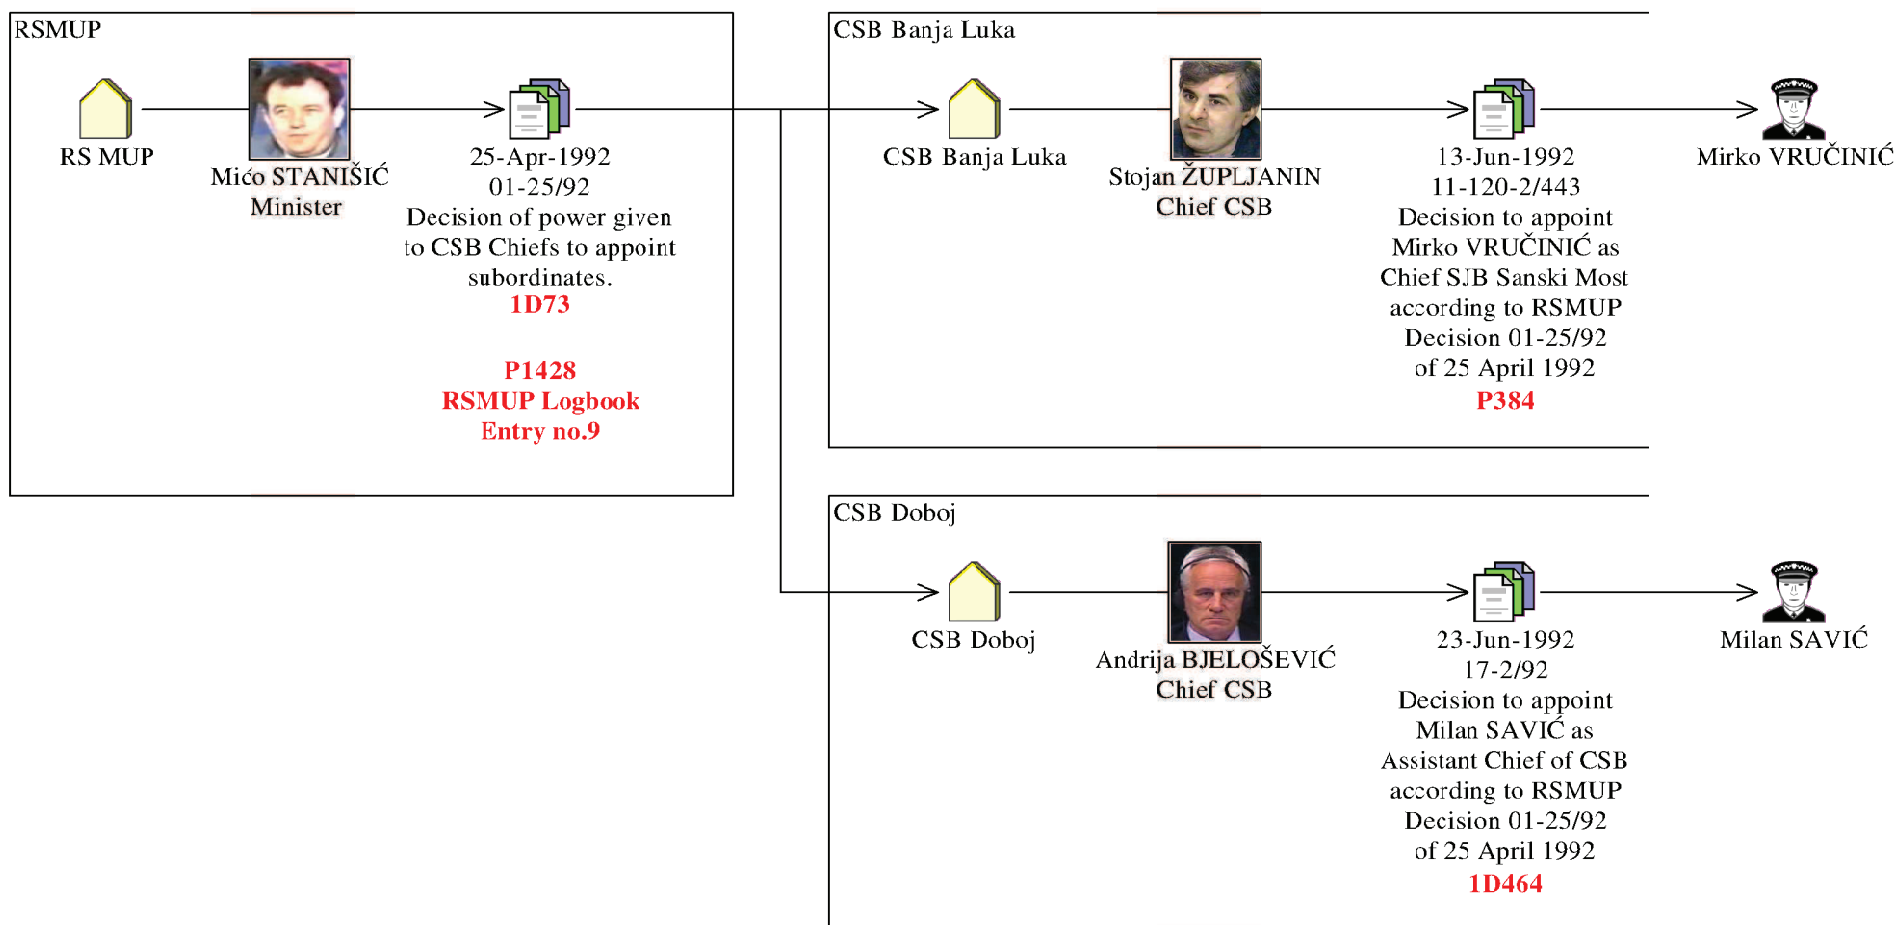 RSMUP
RS MUP
Mićo STANIŠIĆ
Minister
25-Apr-1992
01-25/92
Decision of power given
to CSB Chiefs to appoint
subordinates.
1D73
P1428
RSMUP Logbook
Entry no.9
CSB Banja Luka
CSB Banja Luka
Stojan ŽUPLJANIN
Chief CSB
13-Jun-1992
11-120-2/443
Decision to appoint
Mirko VRUČINIĆ as
Chief SJB Sanski Most
according to RSMUP
Decision 01-25/92
of 25 April 1992
P384
Mirko VRUČINIĆ
CSB Doboj
CSB Doboj
Andrija BJELOŠEVIĆ
Chief CSB
23-Jun-1992
17-2/92
Decision to appoint
Milan SAVIĆ as
Assistant Chief of CSB
according to RSMUP
Decision 01-25/92
of 25 April 1992
1D464
Milan SAVIĆ